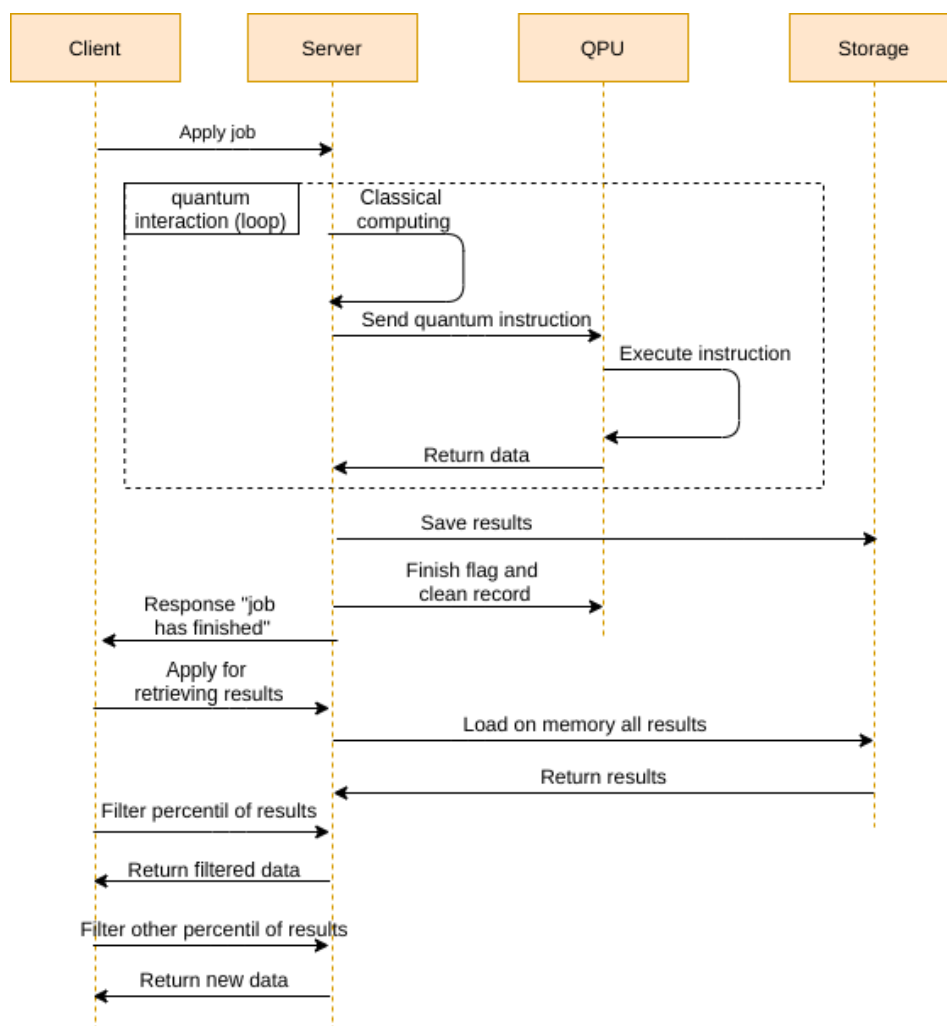 Client
Server
QPU
Storage
Apply job
quantum
interaction (loop)
Classical
computing
Send quantum instruction
Execute instruction
Return data
Save results
Finish flag and
clean record
Response "job
has finished"
Apply for
retrieving results
Load on memory all results
Return results
Filter percentil of results
Return filtered data
Filter other percentil of results
Return new data